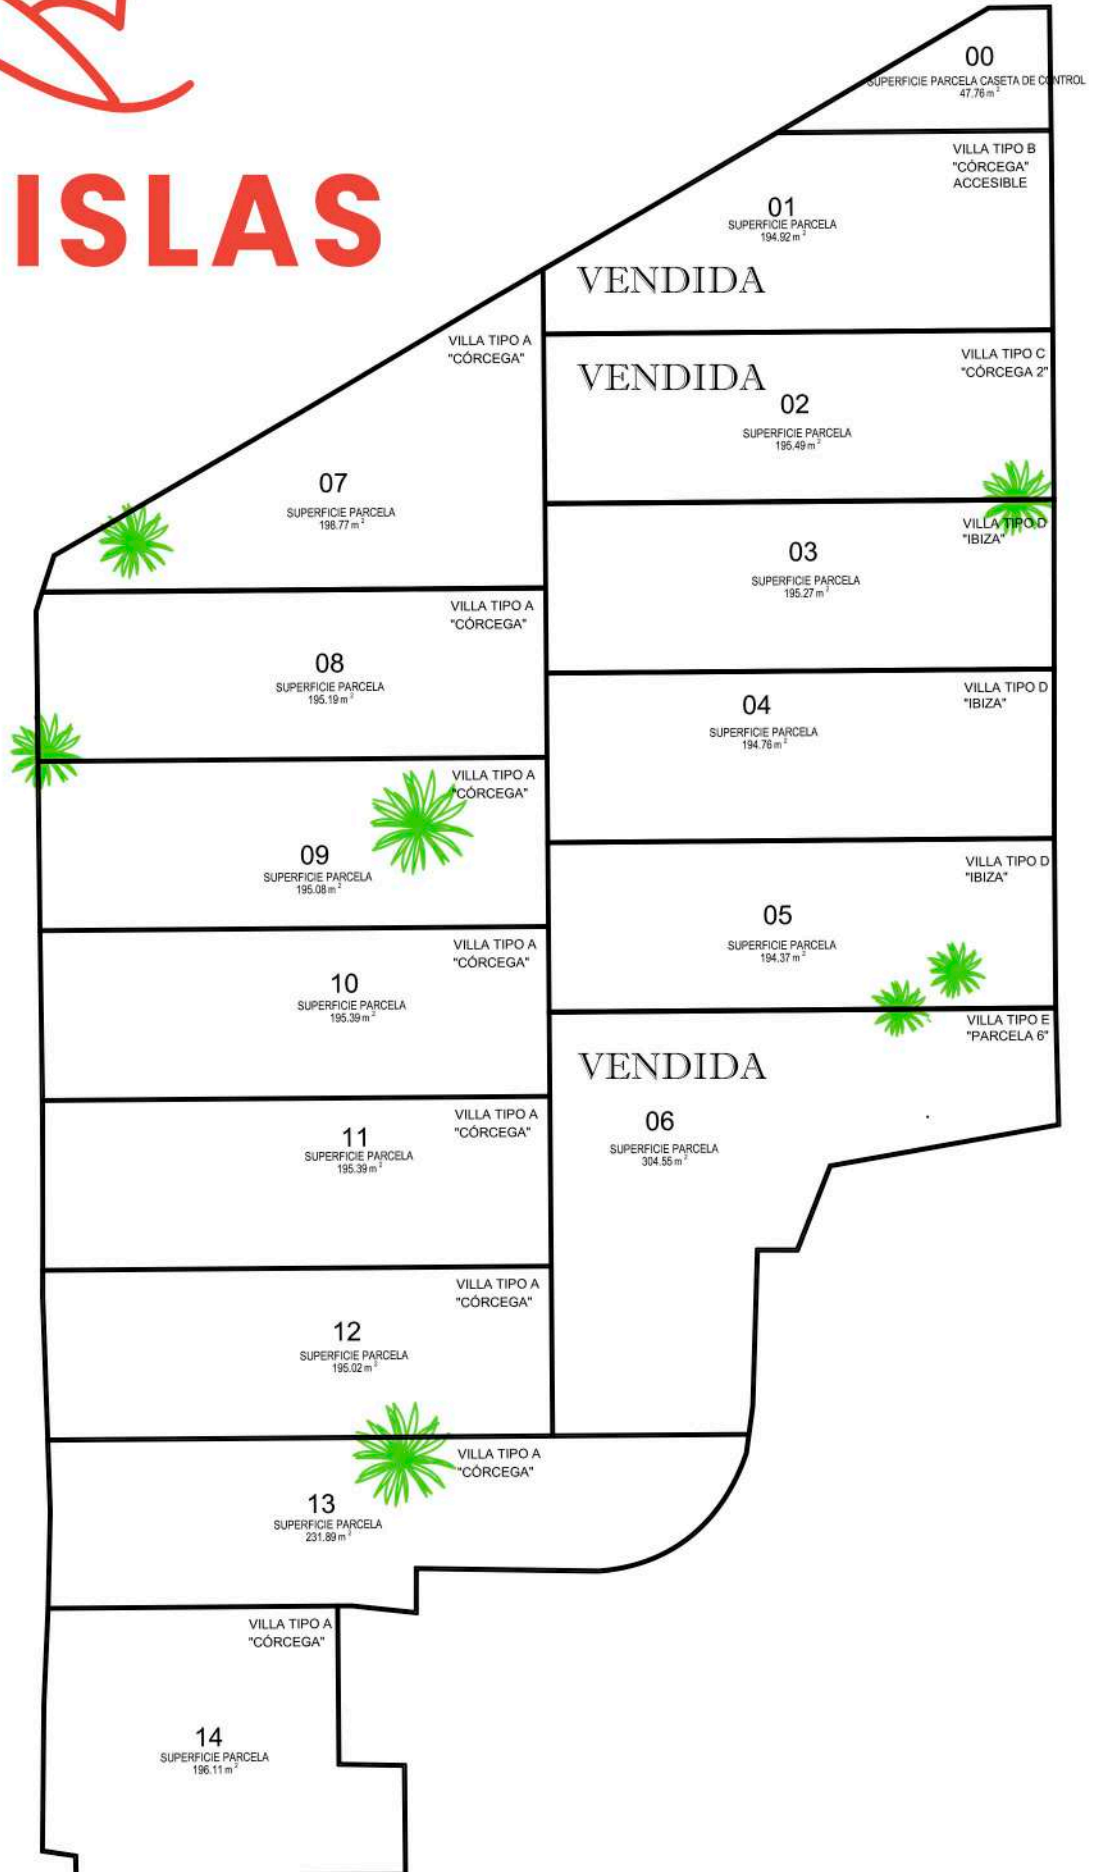 ISLAS
00
SUPERFICIE PARCELA CASETA DE CONTROL
47.76 m²
VILLA TIPO B
"CÓRCEGA"
ACCESIBLE
01
SUPERFICIE PARCELA
194.92 m²
VENDIDA
VILLA TIPO C
"CÓRCEGA 2"
VENDIDA
02
SUPERFICIE PARCELA
195.49 m²
VILLA TIPO D
"IBIZA"
03
SUPERFICIE PARCELA
195.27 m²
VILLA TIPO D
"IBIZA"
04
SUPERFICIE PARCELA
194.76 m²
VILLA TIPO D
"IBIZA"
05
SUPERFICIE PARCELA
194.37 m²
VILLA TIPO E
"PARCELA 6"
VENDIDA
06
SUPERFICIE PARCELA
304.55 m²
VILLA TIPO A
"CÓRCEGA"
07
SUPERFICIE PARCELA
198.77 m²
VILLA TIPO A
"CÓRCEGA"
08
SUPERFICIE PARCELA
195.19 m²
VILLA TIPO A
"CÓRCEGA"
09
SUPERFICIE PARCELA
195.08 m²
VILLA TIPO A
"CÓRCEGA"
10
SUPERFICIE PARCELA
195.39 m²
VILLA TIPO A
"CÓRCEGA"
11
SUPERFICIE PARCELA
195.39 m²
VILLA TIPO A
"CÓRCEGA"
12
SUPERFICIE PARCELA
195.02 m²
VILLA TIPO A
"CÓRCEGA"
13
SUPERFICIE PARCELA
231.89 m²
VILLA TIPO A
"CÓRCEGA"
14
SUPERFICIE PARCELA
196.11 m²